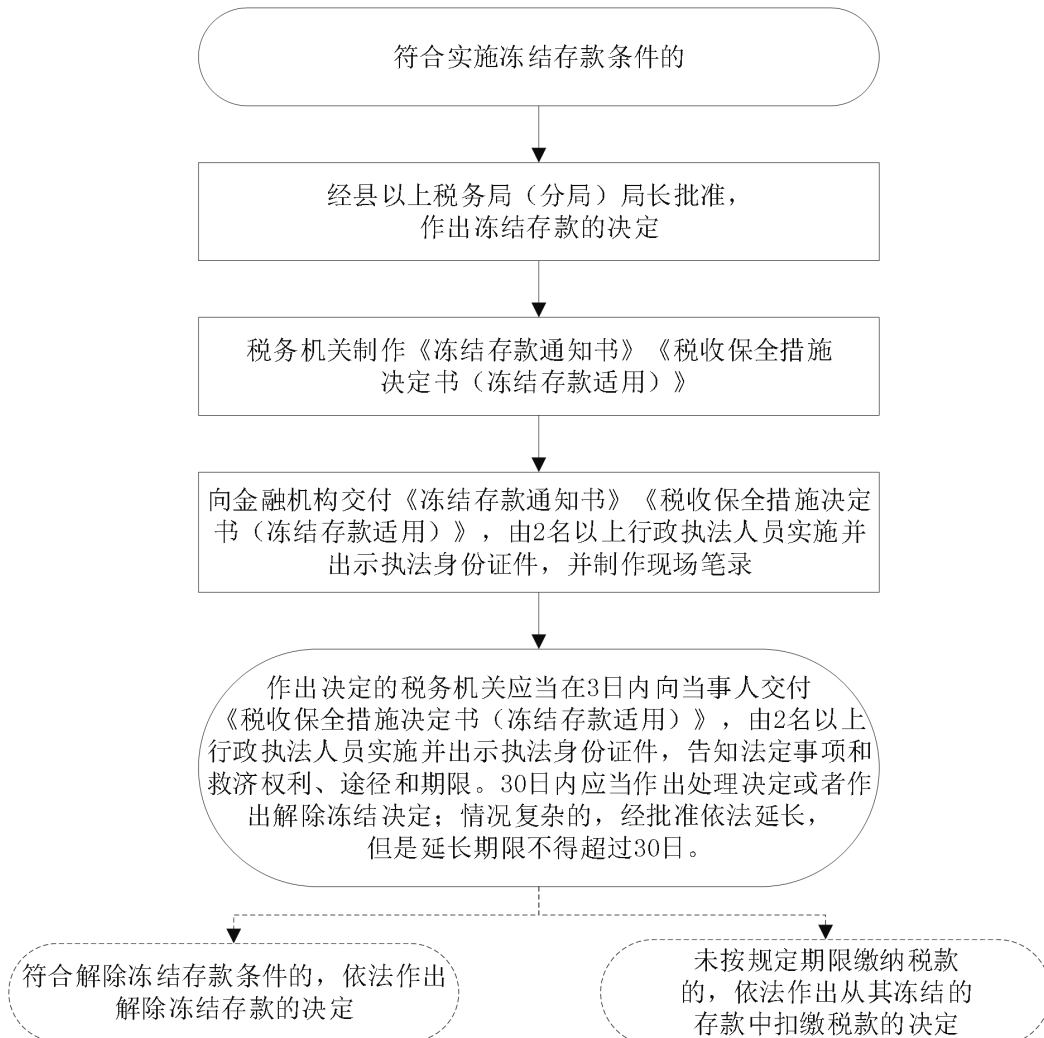 符合实施冻结存款条件的
经县以上税务局（分局）局长批准，
作出冻结存款的决定
税务机关制作《冻结存款通知书》《税收保全措施
决定书（冻结存款适用）》
向金融机构交付《冻结存款通知书》《税收保全措施决定
书（冻结存款适用）》，由2名以上行政执法人员实施并
出示执法身份证件，并制作现场笔录
作出决定的税务机关应当在3日内向当事人交付
《税收保全措施决定书（冻结存款适用）》，由2名以上
行政执法人员实施并出示执法身份证件，告知法定事项和
救济权利、途径和期限。30日内应当作出处理决定或者作
出解除冻结决定；情况复杂的，经批准依法延长，
但是延长期限不得超过30日。
符合解除冻结存款条件的，依法作出
解除冻结存款的决定
未按规定期限缴纳税款
的，依法作出从其冻结的
存款中扣缴税款的决定